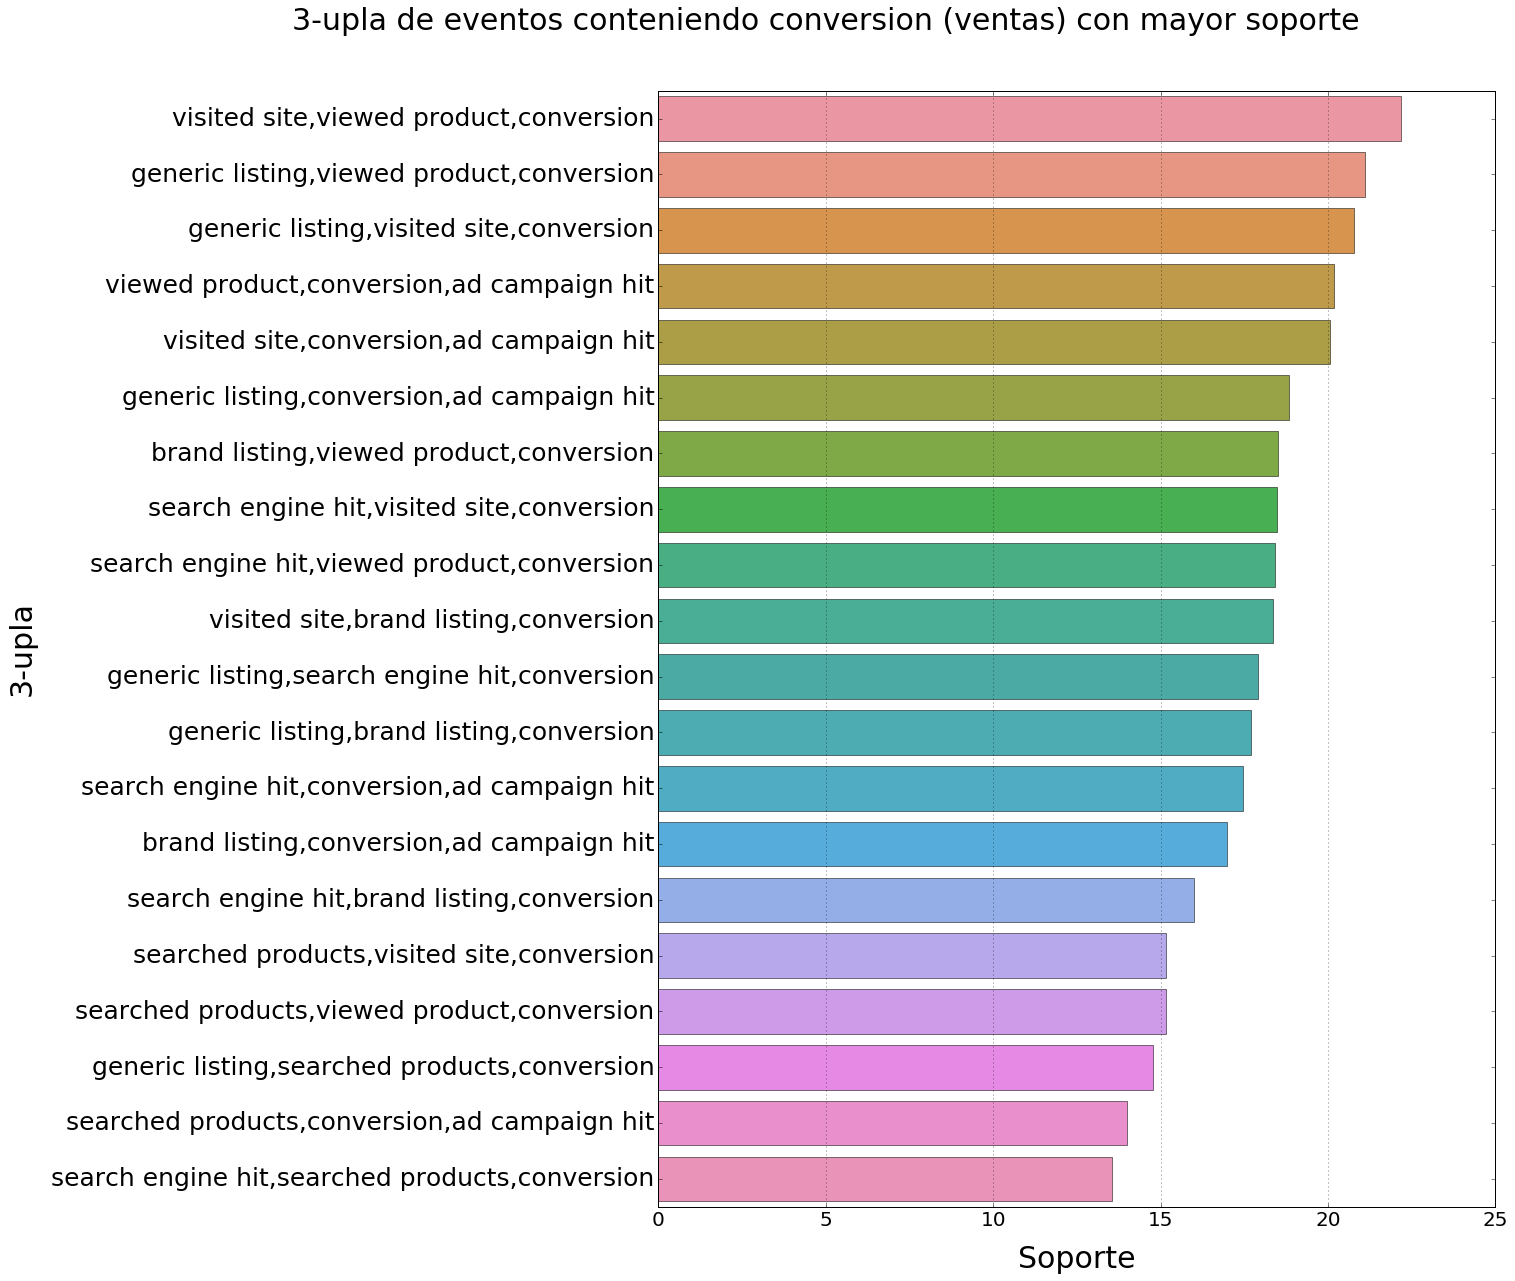 3-upla de eventos conteniendo conversion (ventas) con mayor soporte
visited site,viewed product,conversion
generic listing,viewed product,conversion
generic listing,visited site,conversion
viewed product,conversion,ad campaign hit
visited site,conversion,ad campaign hit
generic listing,conversion,ad campaign hit
brand listing,viewed product,conversion
search engine hit,visited site,conversion
search engine hit,viewed product,conversion
visited site,brand listing,conversion
generic listing,search engine hit,conversion
generic listing,brand listing,conversion
search engine hit,conversion,ad campaign hit
brand listing,conversion,ad campaign hit
search engine hit,brand listing,conversion
searched products,visited site,conversion
searched products,viewed product,conversion
generic listing,searched products,conversion
searched products,conversion,ad campaign hit
search engine hit,searched products,conversion
3-upla
0 5 10 15 20 25
Soporte